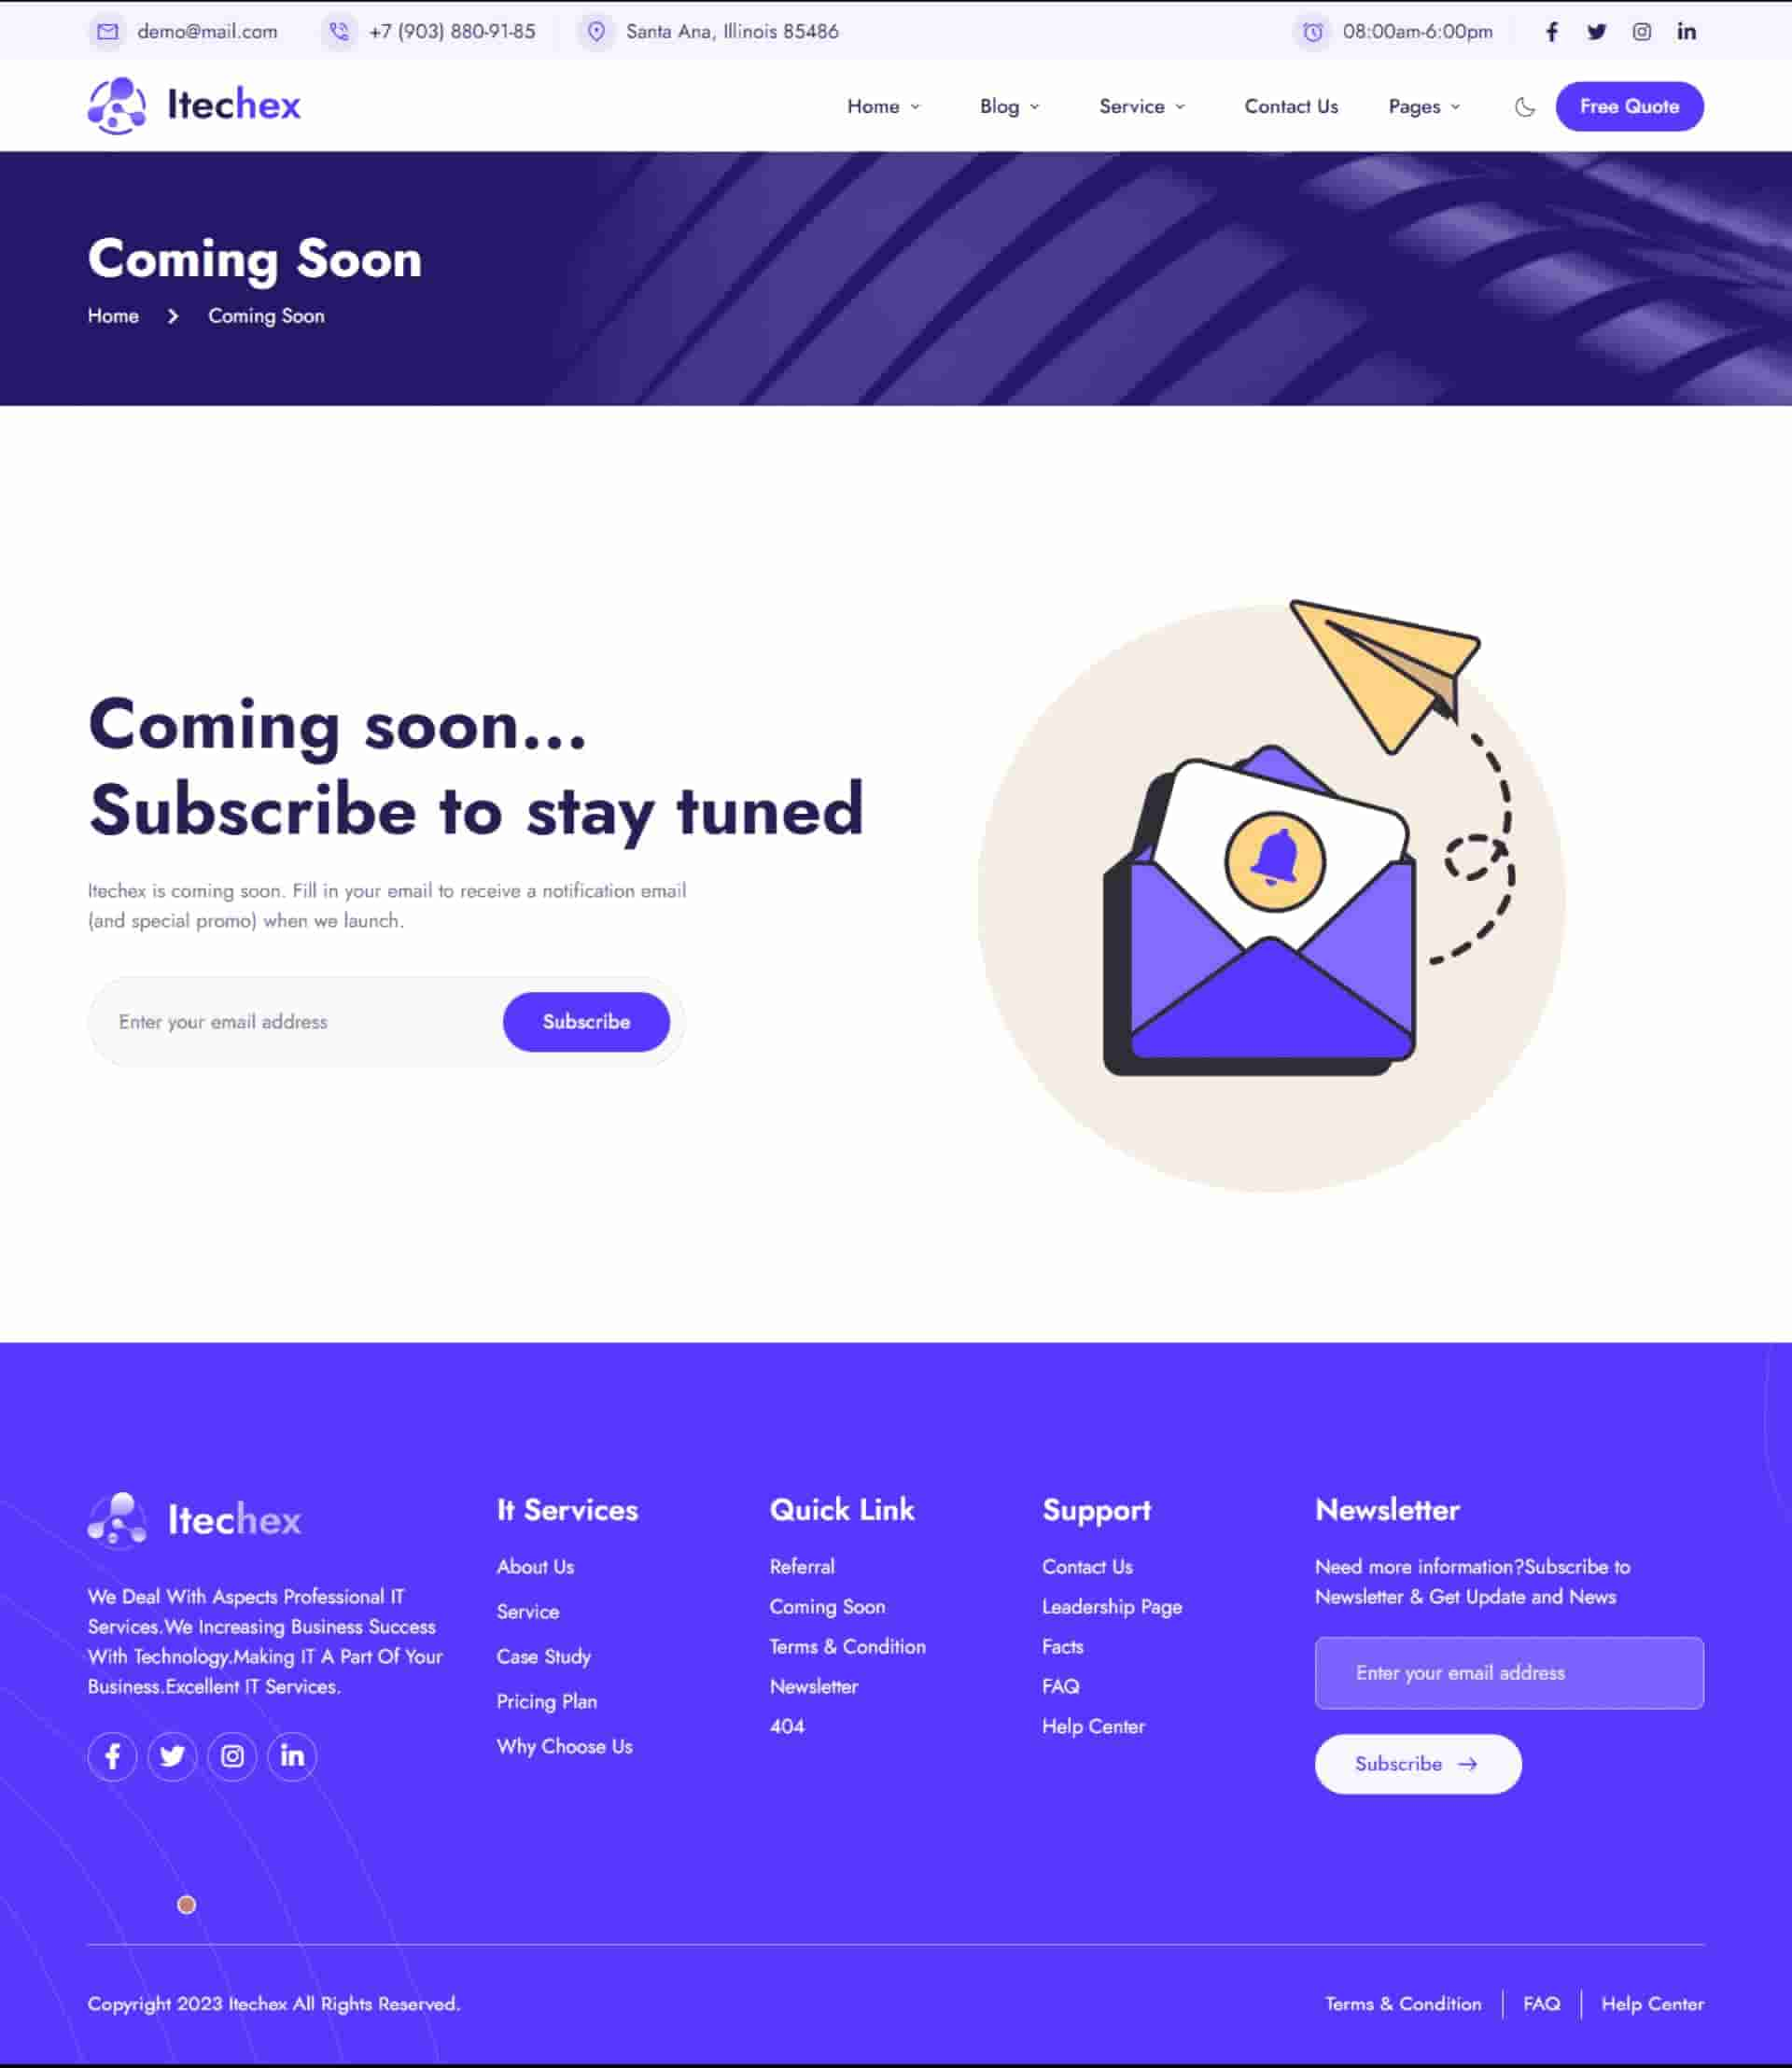 demo@mail.com
+7 (903) 880-91-85
Santa Ana, Illinois 85486
08:00am-6:00pm
Itechex
Home
Blog
Service
Contact Us
Pages
Free Quote
Coming Soon
Home
Coming Soon
Coming soon...
Subscribe to stay tuned
Itechex is coming soon. Fill in your email to receive a notification email
(and special promo) when we launch.
Enter your email address
Subscribe
Itechex
We Deal With Aspects Professional IT
Services.We Increasing Business Success
With Technology.Making IT A Part Of Your
Business.Excellent IT Services.
It Services
About Us
Service
Case Study
Pricing Plan
Why Choose Us
Quick Link
Referral
Coming Soon
Terms & Condition
Newsletter
404
Support
Contact Us
Leadership Page
Facts
FAQ
Help Center
Newsletter
Need more information?Subscribe to
Newsletter & Get Update and News
Enter your email address
Subscribe
Copyright 2023 Itechex All Rights Reserved.
Terms & Condition
FAQ
Help Center